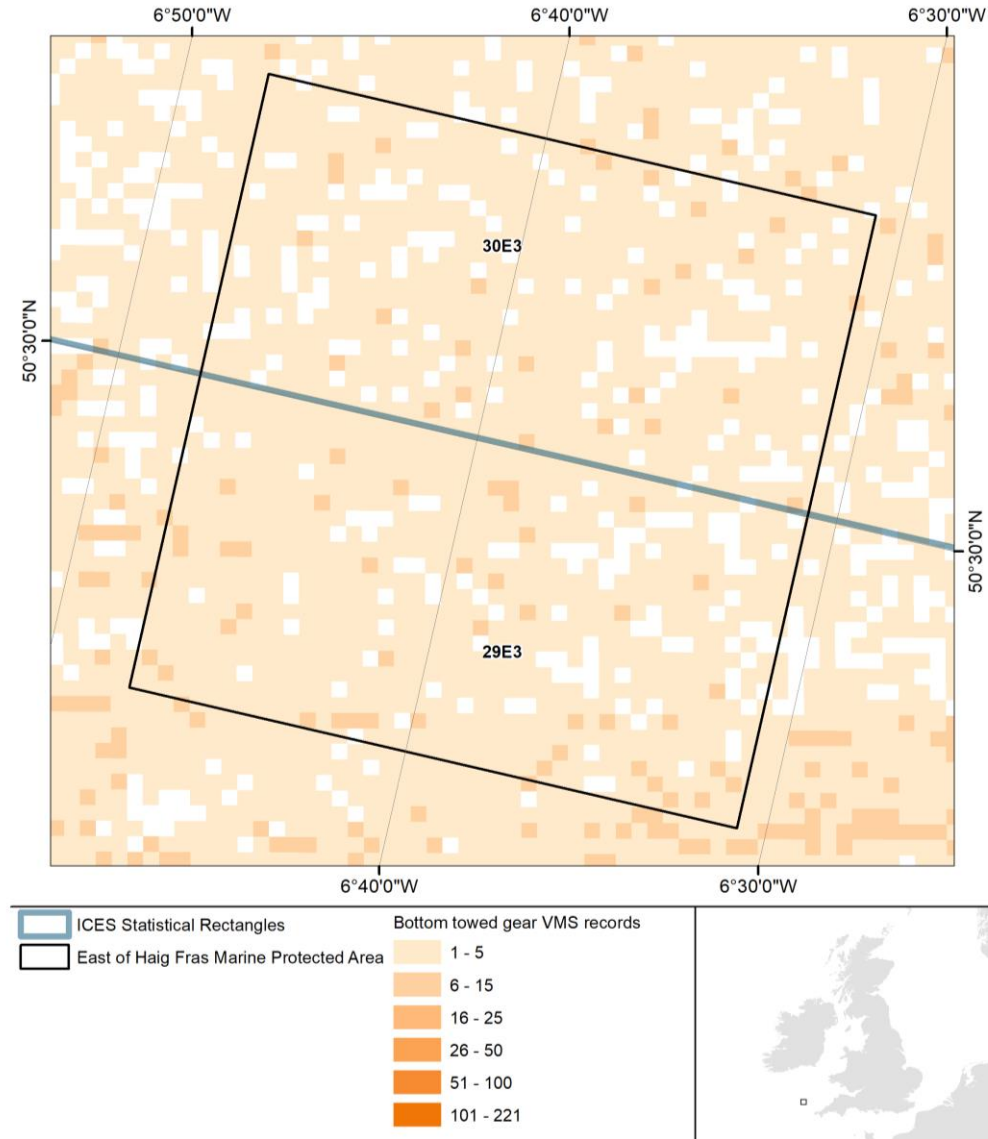 6°50'0"W
6°40'0"W
6°30'0"W
30E3
50°30'0"N
50°30'0"N
29E3
6°40'0"W
6°30'0"W
ICES Statistical Rectangles
East of Haig Fras Marine Protected Area
Bottom towed gear VMS records
1 - 5
6 - 15
16 - 25
26 - 50
51 - 100
101 - 221